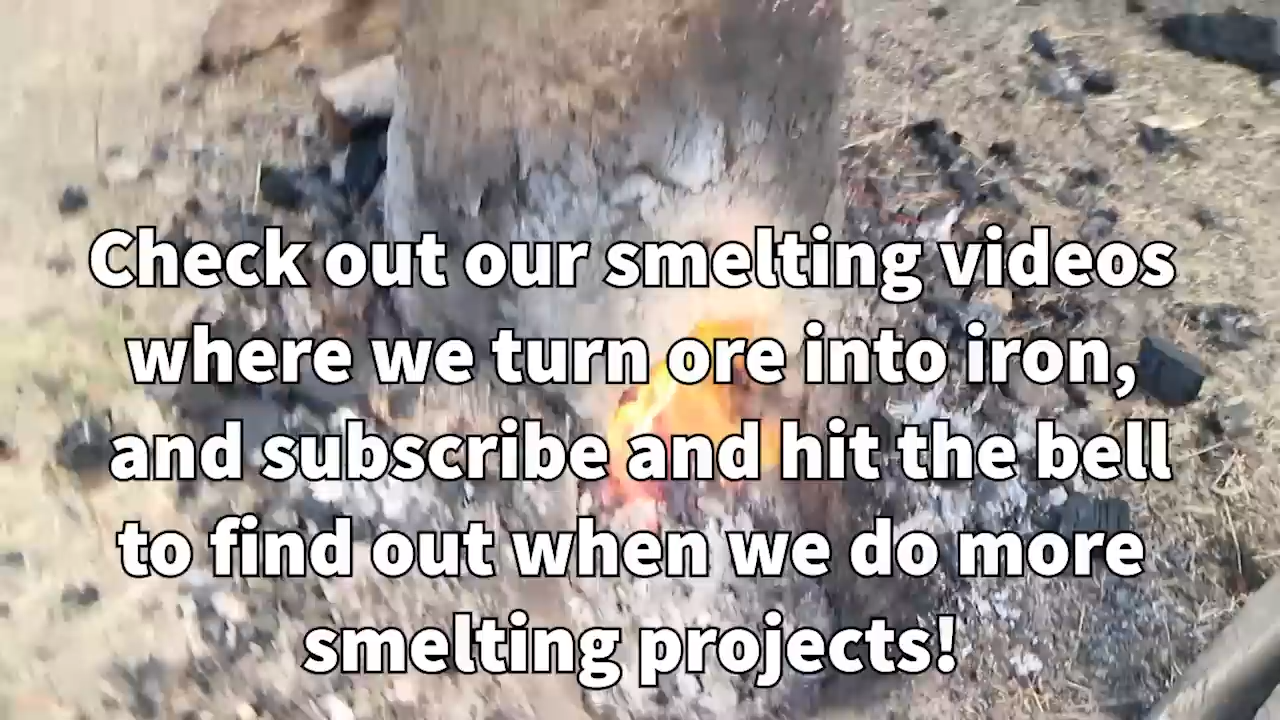 Check out our smelting videos
where we turn ore into iron,
and subscribe and hit the bell
to find out when we do more
smelting projects!